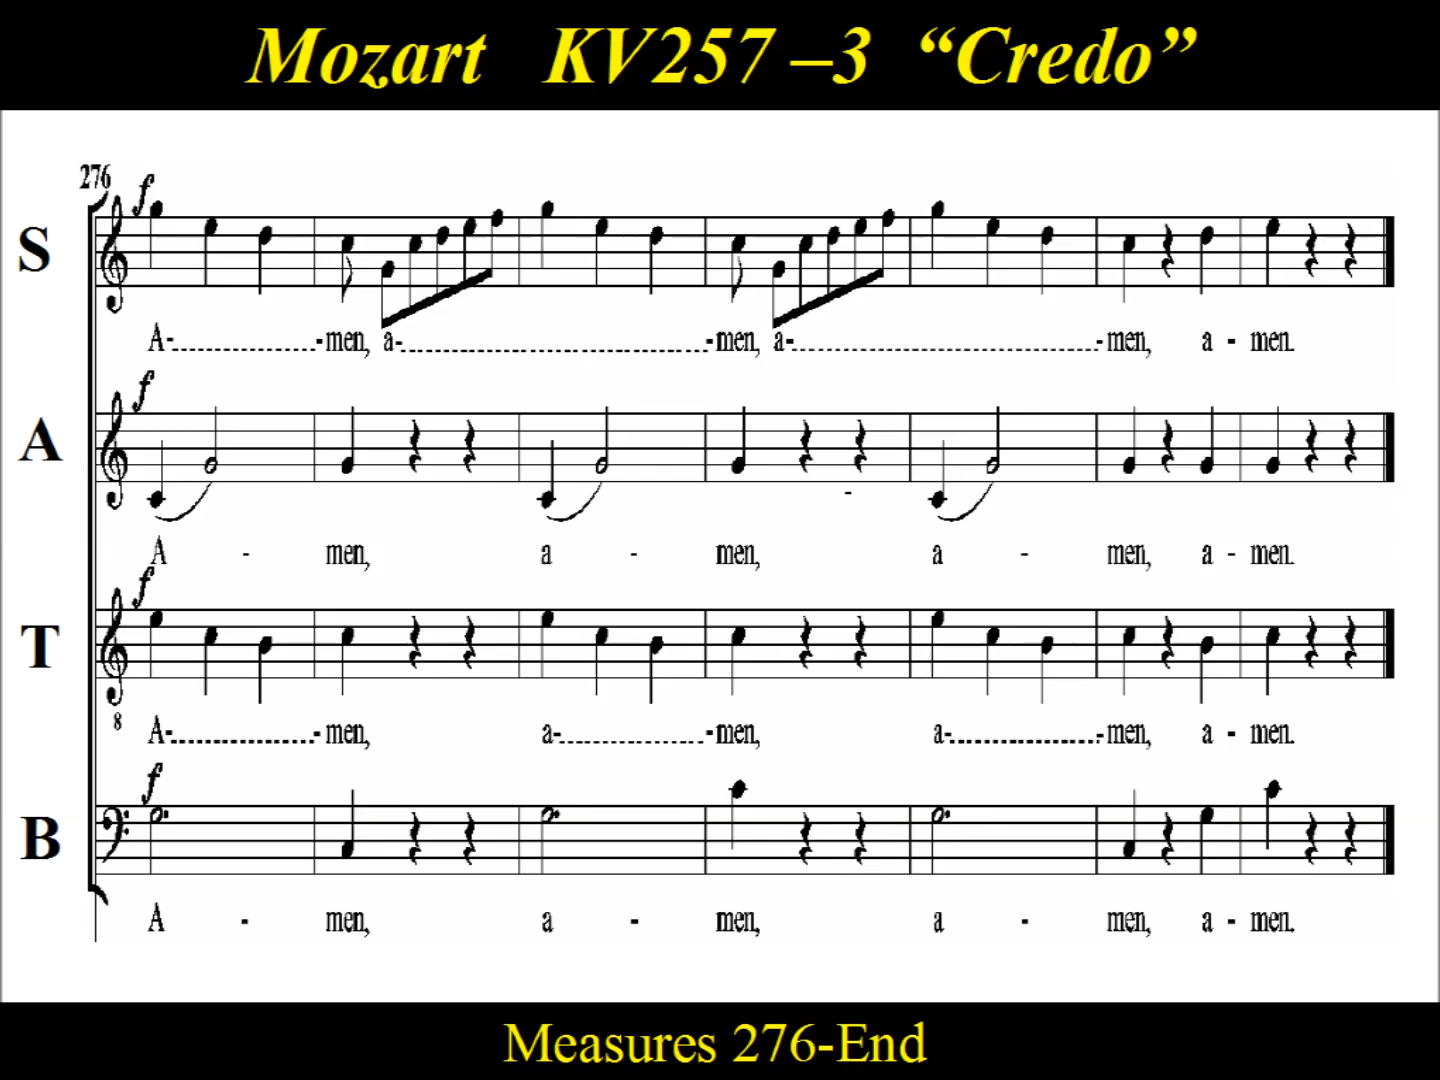 Mozart KV257 –3 “Credo”
276
f
S
A- -men, a- -men, a- -men, a - men.
f
A
A - men, a - men, a - men, a - men.
f
T
8
A- -men, a- -men, a- -men, a - men.
f
B
A - men, a - men, a - men, a - men.
Measures 276-End